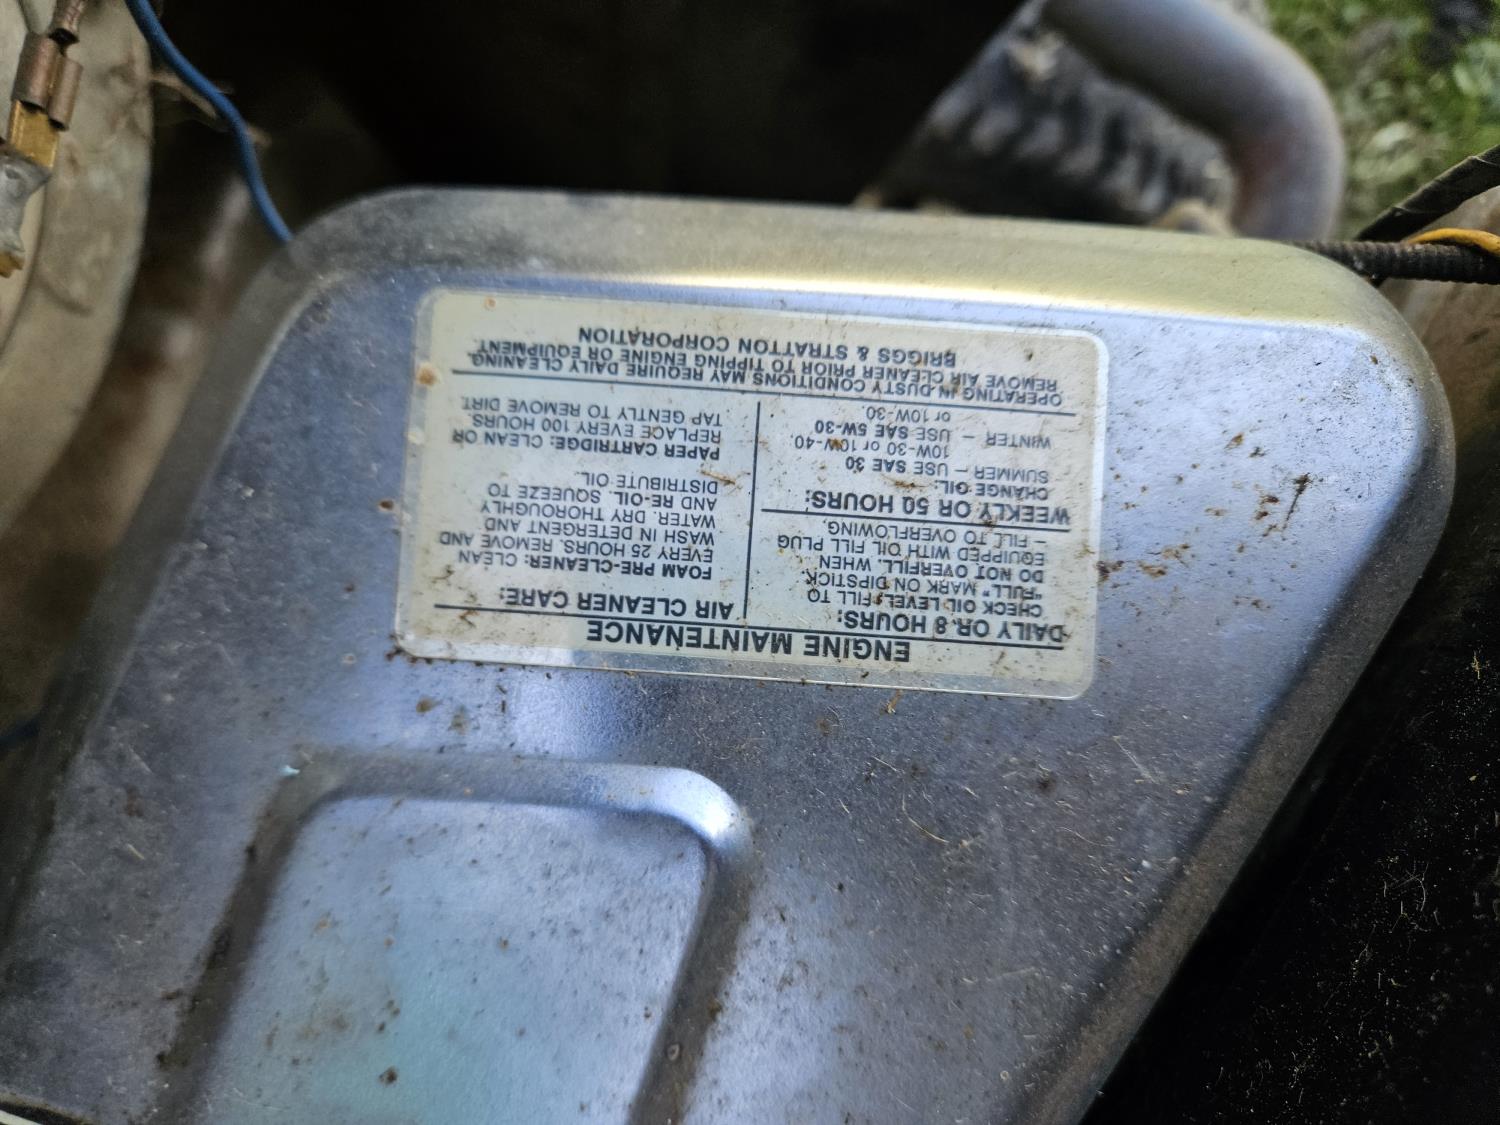 ENGINE MAINTENANCE
DAILY OR 8 HOURS:
CHECK OIL LEVEL, FILL TO
"FULL" MARK ON DIPSTICK.
DO NOT OVERFILL. WHEN
EQUIPPED WITH OIL FILL PLUG
– FILL TO OVERFLOWING.
WEEKLY OR 50 HOURS:
CHANGE OIL:
SUMMER – USE SAE 30
10W-30 or 10W-40.
WINTER – USE SAE 5W-30
or 10W-30.
AIR CLEANER CARE:
FOAM PRE-CLEANER: CLEAN
EVERY 25 HOURS. REMOVE AND
WASH IN DETERGENT AND
WATER. DRY THOROUGHLY
AND RE-OIL. SQUEEZE TO
DISTRIBUTE OIL.
PAPER CARTRIDGE: CLEAN OR
REPLACE EVERY 100 HOURS.
TAP GENTLY TO REMOVE DIRT.
OPERATING IN DUSTY CONDITIONS MAY REQUIRE DAILY CLEANING.
REMOVE AIR CLEANER PRIOR TO TIPPING ENGINE OR EQUIPMENT.
BRIGGS & STRATTON CORPORATION